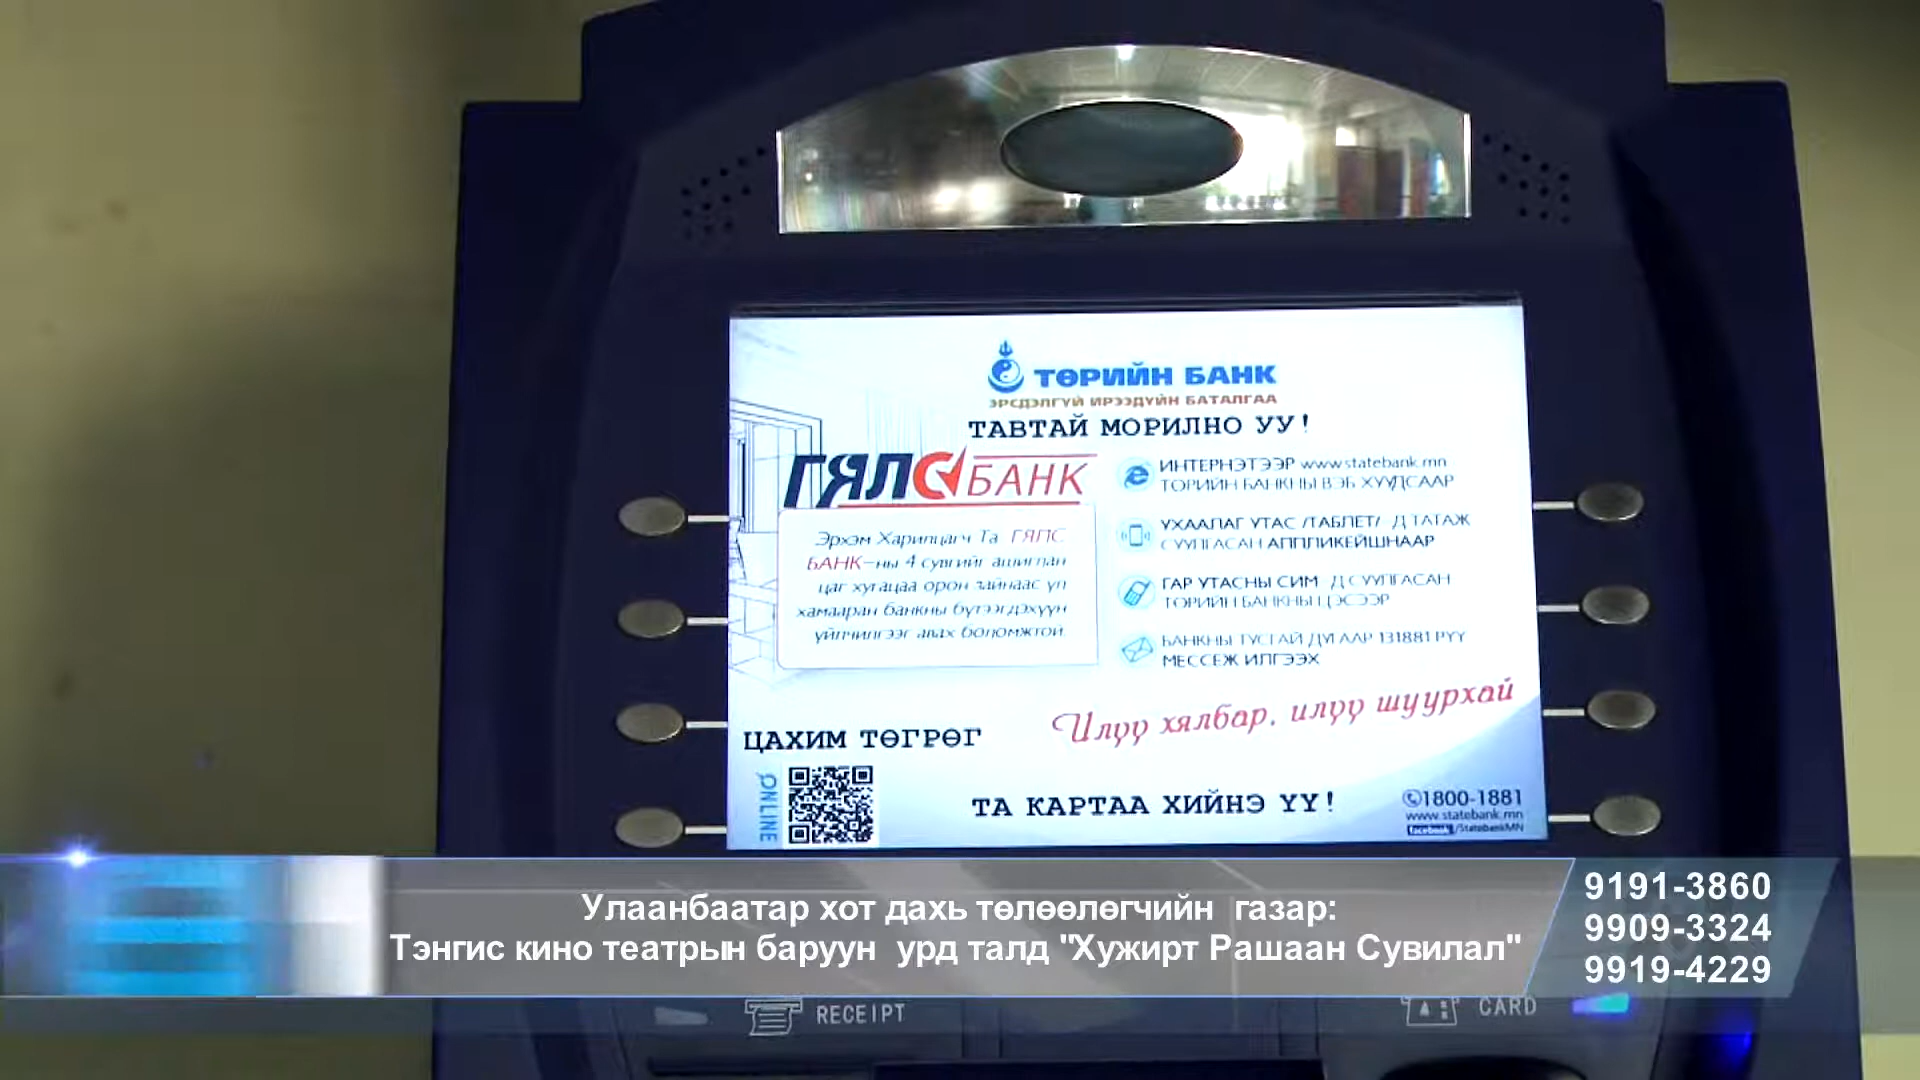 ТӨРИЙН БАНК
ЭРСДЭЛГҮЙ ИРЭЭДҮЙН БАТАЛГАА
ТАВТАЙ МОРИЛНО УУ!
ГЯЛС БАНК
Эрхэм Харилцагч Та ГЯЛС
БАНК-ны 4 сувгийг ашиглан
цаг хугацаа орон зайнаас үл
хамааран банкны бүтээгдэхүүн
үйлчилгээг авах боломжтой.
ИНТЕРНЭТЭЭР www.statebank.mn
ТӨРИЙН БАНКНЫ ВЭБ ХУУДСААР
УХААЛАГ УТАС /ТАБЛЕТ/-Д ТАТАЖ
СУУЛГАСАН АППЛИКЕЙШНААР
ГАР УТАСНЫ СИМ-Д СУУЛГАСАН
ТӨРИЙН БАНКНЫ ЦЭСЭЭР
БАНКНЫ ТУСГАЙ ДУГААР 131881 РҮҮ
МЕССЕЖ ИЛГЭЭХ
Илүү хялбар, илүү шуурхай
ЦАХИМ ТӨГРӨГ
ONLINE
ТА КАРТАА ХИЙНЭ ҮҮ!
1800-1881
www.statebank.mn
facebook /StatebankMN
Улаанбаатар хот дахь төлөөлөгчийн газар:
Тэнгис кино театрын баруун урд талд "Хужирт Рашаан Сувилал"
9191-3860
9909-3324
9919-4229
RECEIPT
CARD